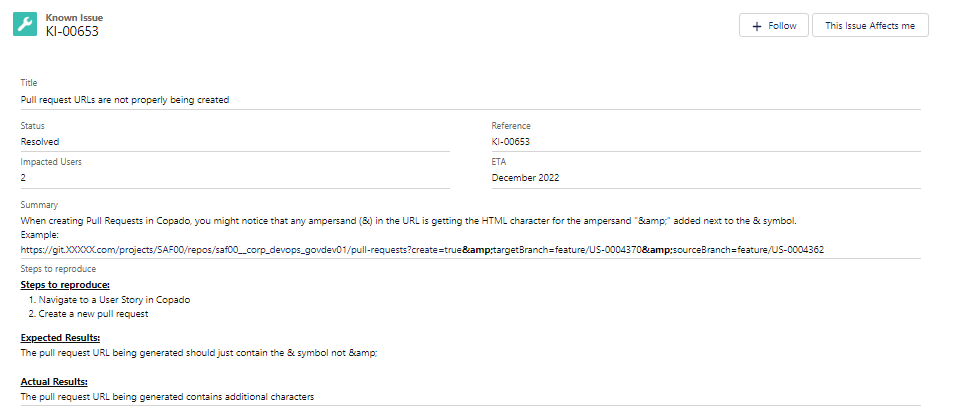 Known Issue
KI-00653
+ Follow
This Issue Affects me
Title
Pull request URLs are not properly being created
Status
Resolved
Reference
KI-00653
Impacted Users
2
ETA
December 2022
Summary
When creating Pull Requests in Copado, you might notice that any ampersand (&) in the URL is getting the HTML character for the ampersand "&amp;" added next to the & symbol.
Example:
https://git.XXXXX.com/projects/SAF00/repos/saf00__corp_devops_govdev01/pull-requests?create=true&amp;targetBranch=feature/US-0004370&amp;sourceBranch=feature/US-0004362
Steps to reproduce
Steps to reproduce:
1. Navigate to a User Story in Copado
2. Create a new pull request
Expected Results:
The pull request URL being generated should just contain the & symbol not &amp;
Actual Results:
The pull request URL being generated contains additional characters